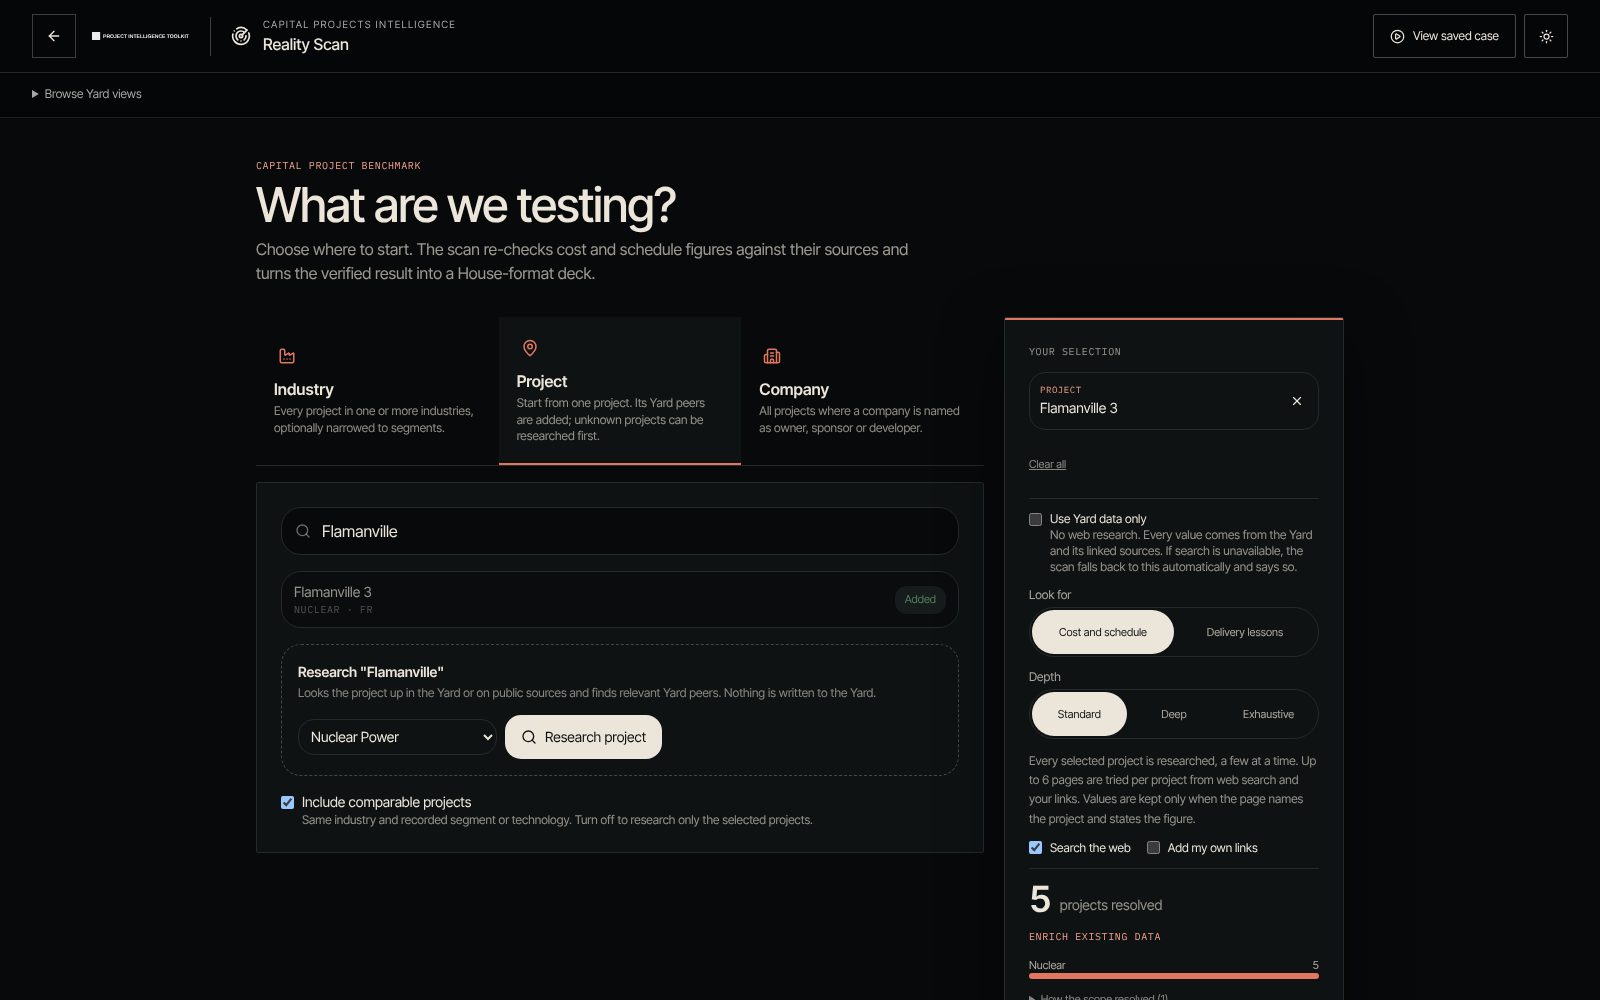 PROJECT INTELLIGENCE TOOLKIT
CAPITAL PROJECTS INTELLIGENCE
Reality Scan
View saved case
Browse Yard views
CAPITAL PROJECT BENCHMARK
What are we testing?
Choose where to start. The scan re-checks cost and schedule figures against their sources and
turns the verified result into a House-format deck.
Industry
Every project in one or more industries,
optionally narrowed to segments.
Project
Start from one project. Its Yard peers
are added; unknown projects can be
researched first.
Company
All projects where a company is named
as owner, sponsor or developer.
Flamanville
Flamanville 3
NUCLEAR · FR
Added
Research "Flamanville"
Looks the project up in the Yard or on public sources and finds relevant Yard peers. Nothing is written to the Yard.
Nuclear Power
Research project
Include comparable projects
Same industry and recorded segment or technology. Turn off to research only the selected projects.
YOUR SELECTION
PROJECT
Flamanville 3
Clear all
Use Yard data only
No web research. Every value comes from the Yard
and its linked sources. If search is unavailable, the
scan falls back to this automatically and says so.
Look for
Cost and schedule
Delivery lessons
Depth
Standard
Deep
Exhaustive
Every selected project is researched, a few at a time. Up
to 6 pages are tried per project from web search and
your links. Values are kept only when the page names
the project and states the figure.
Search the web
Add my own links
5 projects resolved
ENRICH EXISTING DATA
Nuclear 5
How the scope resolved (1)